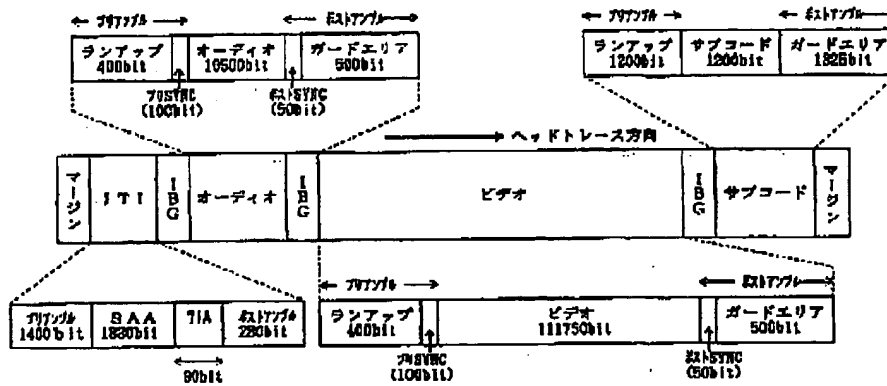 プリアンブル
ポストアンブル
ランアップ
400bit
オーディオ
10500bit
ガードエリア
500bit
プリSYNC
(100bit)
ポストSYNC
(50bit)
プリアンブル
ポストアンブル
ランアップ
1200bit
サブコード
1200bit
ガードエリア
1325bit
ヘッドトレース方向
マージン
ITI
IBG
オーディオ
IBG
ビデオ
IBG
サブコード
マージン
プリアンブル
1400bit
SAA
1830bit
TIA
90bit
ポストアンブル
280bit
プリアンブル
ポストアンブル
ランアップ
400bit
ビデオ
111750bit
ガードエリア
500bit
プリSYNC
(100bit)
ポストSYNC
(50bit)